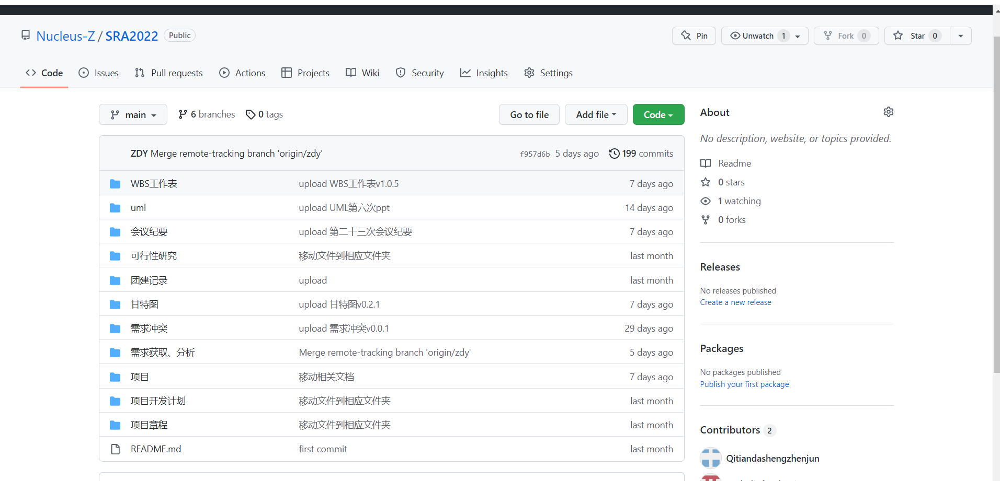 Nucleus-Z / SRA2022 Public
Pin Unwatch 1 Fork 0 Star 0
Code Issues Pull requests Actions Projects Wiki Security Insights Settings
main 6 branches 0 tags Go to file Add file Code
ZDY Merge remote-tracking branch 'origin/zdy' f957d6b 5 days ago 199 commits
WBS工作表 upload WBS工作表v1.0.5 7 days ago
uml upload UML第六次ppt 14 days ago
会议纪要 upload 第二十三次会议纪要 7 days ago
可行性研究 移动文件到相应文件夹 last month
团建记录 upload last month
甘特图 upload 甘特图v0.2.1 7 days ago
需求冲突 upload 需求冲突v0.0.1 29 days ago
需求获取、分析 Merge remote-tracking branch 'origin/zdy' 5 days ago
项目 移动相关文档 7 days ago
项目开发计划 移动文件到相应文件夹 last month
项目章程 移动文件到相应文件夹 last month
README.md first commit last month
About
No description, website, or topics provided.
Readme
0 stars
1 watching
0 forks
Releases
No releases published
Create a new release
Packages
No packages published
Publish your first package
Contributors 2
Qitiandashengzhenjun